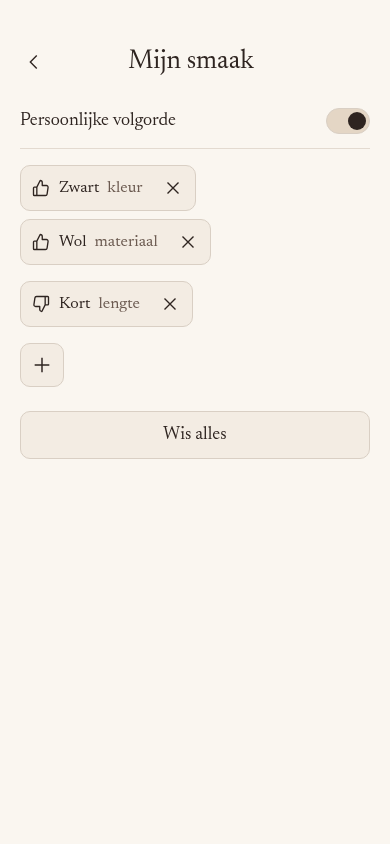 Mijn smaak
Persoonlijke volgorde
Zwart kleur
Wol materiaal
Kort lengte
Wis alles